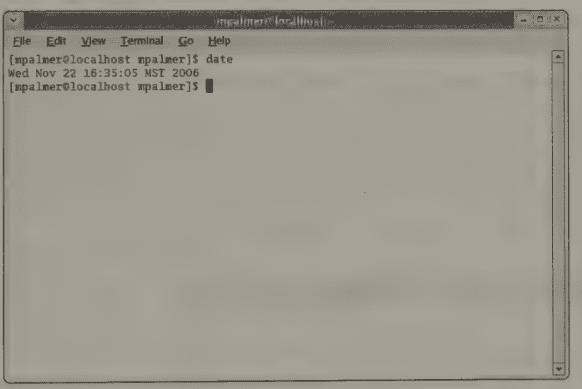 mpalmer@localhost:~
File Edit View Terminal Go Help
[mpalmer@localhost mpalmer]$ date
Wed Nov 22 16:35:05 MST 2006
[mpalmer@localhost mpalmer]$